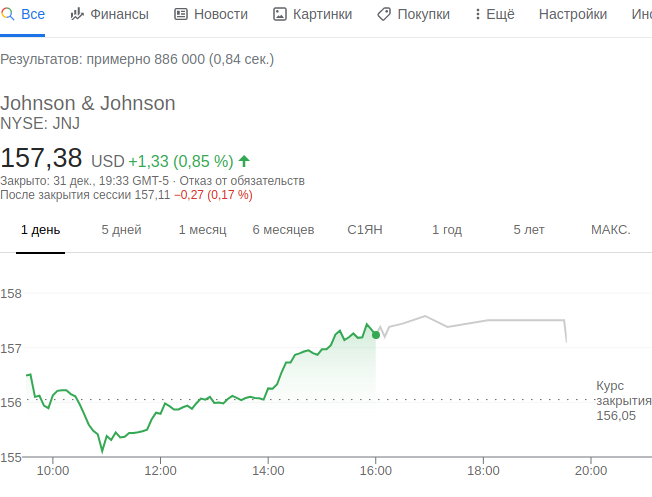 Все Финансы Новости Картинки Покупки Ещё Настройки Инс
Результатов: примерно 886 000 (0,84 сек.)
Johnson & Johnson
NYSE: JNJ
157,38 USD +1,33 (0,85 %)
Закрыто: 31 дек., 19:33 GMT-5 · Отказ от обязательств
После закрытия сессии 157,11 −0,27 (0,17 %)
1 день 5 дней 1 месяц 6 месяцев С1ЯН 1 год 5 лет МАКС.
158
157
156
155
Курс
закрытия
156,05
10:00 12:00 14:00 16:00 18:00 20:00